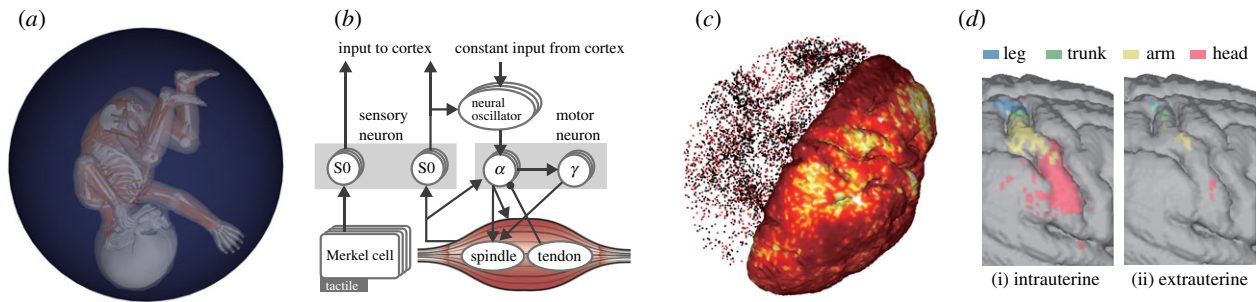 (a)
(b)
input to cortex
constant input from cortex
neural
oscillator
sensory
neuron
motor
neuron
S0
S0
α
γ
Merkel cell
tactile
spindle
tendon
(c)
(d)
leg
trunk
arm
head
(i) intrauterine
(ii) extrauterine